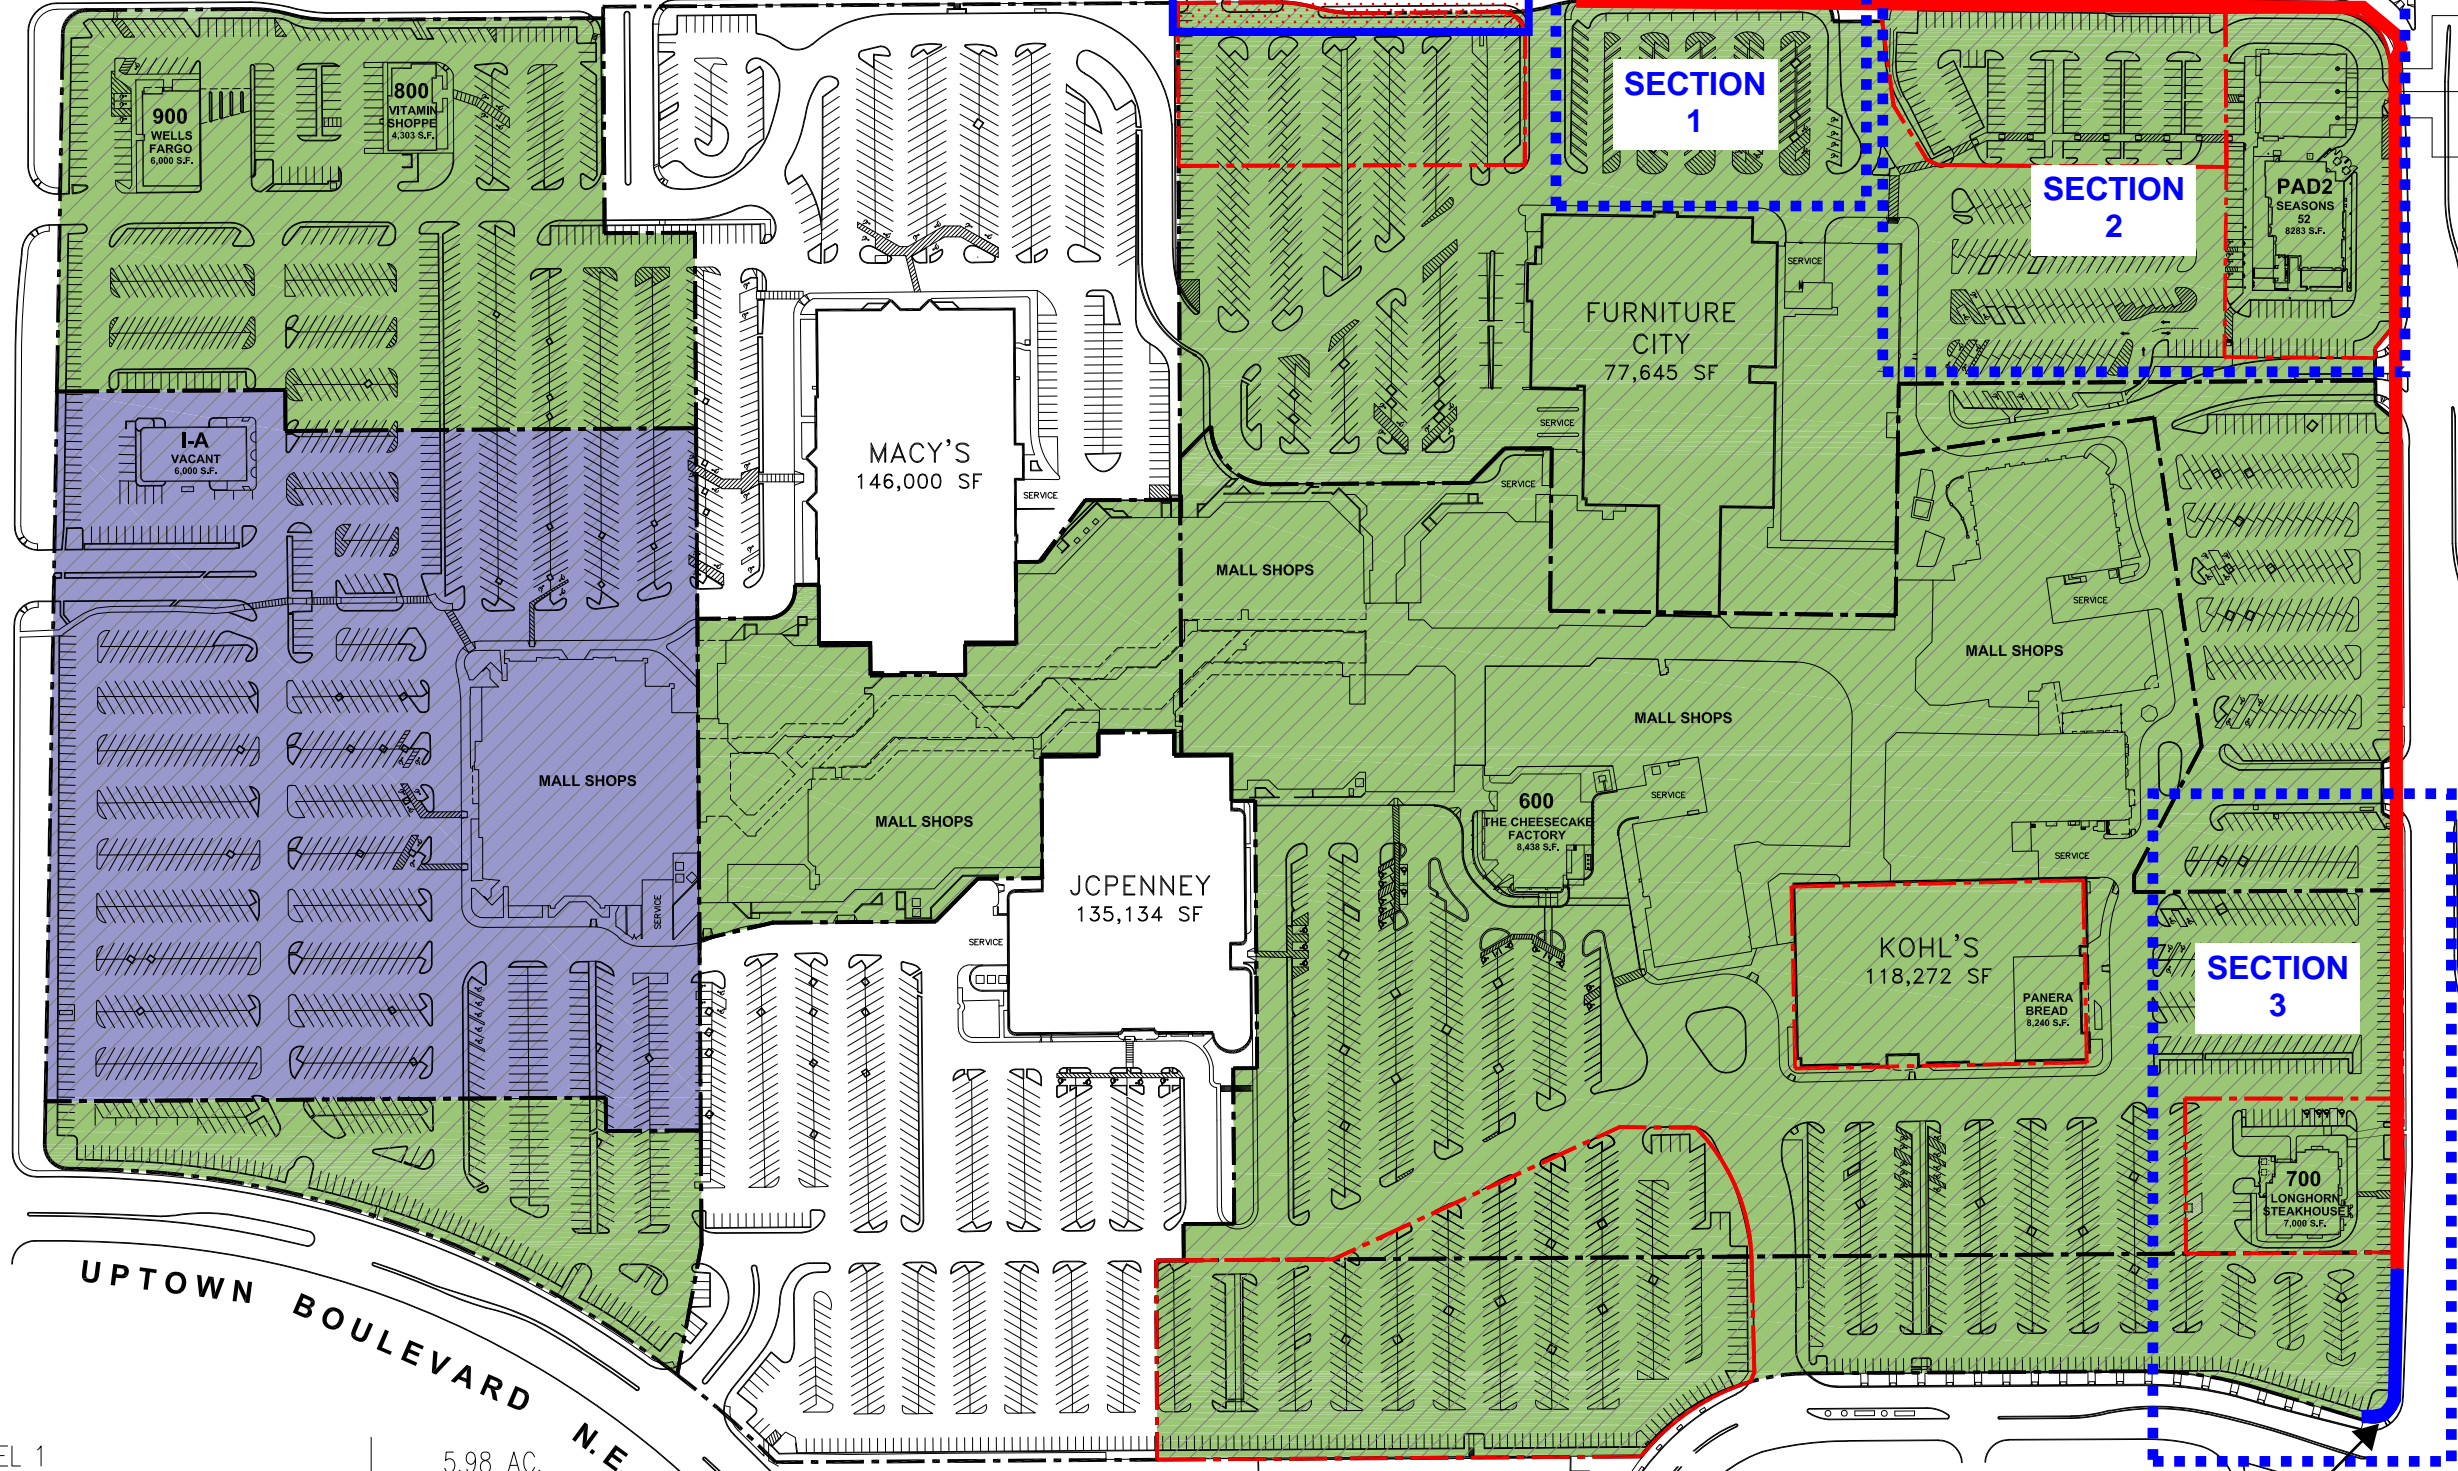 SECTION
1
SECTION
2
900
WELLS
FARGO
6,000 S.F.
800
VITAMIN
SHOPPE
4,303 S.F.
PAD2
SEASONS
52
8283 S.F.
SERVICE
FURNITURE
CITY
77,645 SF
SERVICE
I-A
VACANT
6,000 S.F.
MACY'S
146,000 SF
SERVICE
SERVICE
MALL SHOPS
SERVICE
MALL SHOPS
MALL SHOPS
MALL SHOPS
MALL SHOPS
600
THE CHEESECAKE
FACTORY
8,438 S.F.
SERVICE
SERVICE
SERVICE
JCPENNEY
135,134 SF
SERVICE
KOHL'S
118,272 SF
PANERA
BREAD
8,240 S.F.
SECTION
3
700
LONGHORN
STEAKHOUSE
7,000 S.F.
UPTOWN BOULEVARD N.E.
EL 1
5.98 AC.